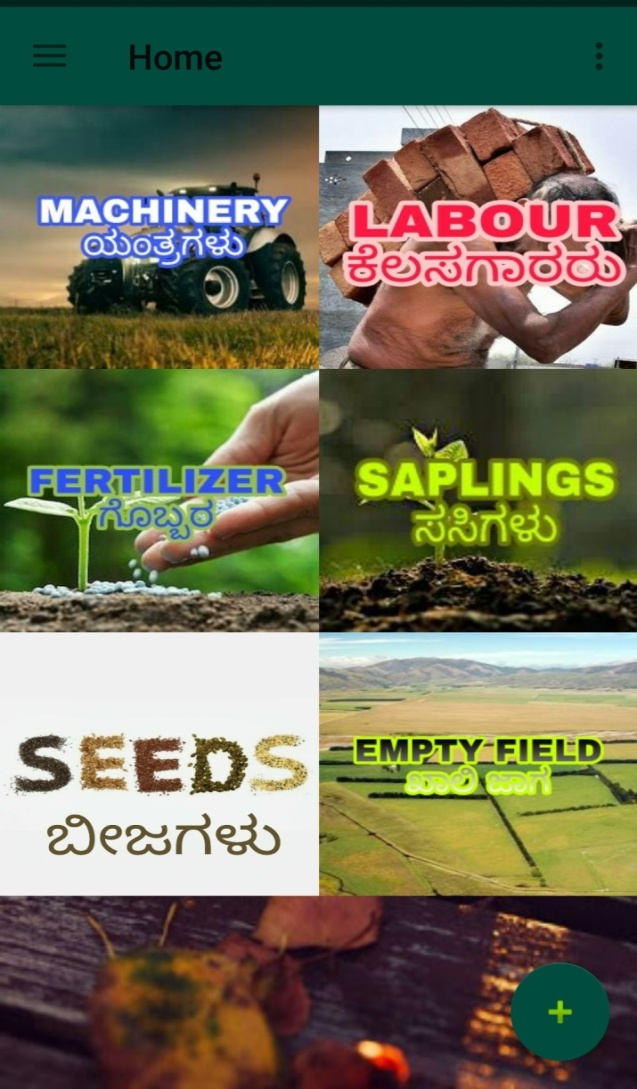 Home
MACHINERY
ಯಂತ್ರಗಳು
LABOUR
ಕೆಲಸಗಾರರು
FERTILIZER
ಗೊಬ್ಬರ
SAPLINGS
ಸಸಿಗಳು
SEEDS
ಬೀಜಗಳು
EMPTY FIELD
ಖಾಲಿ ಜಾಗ
+